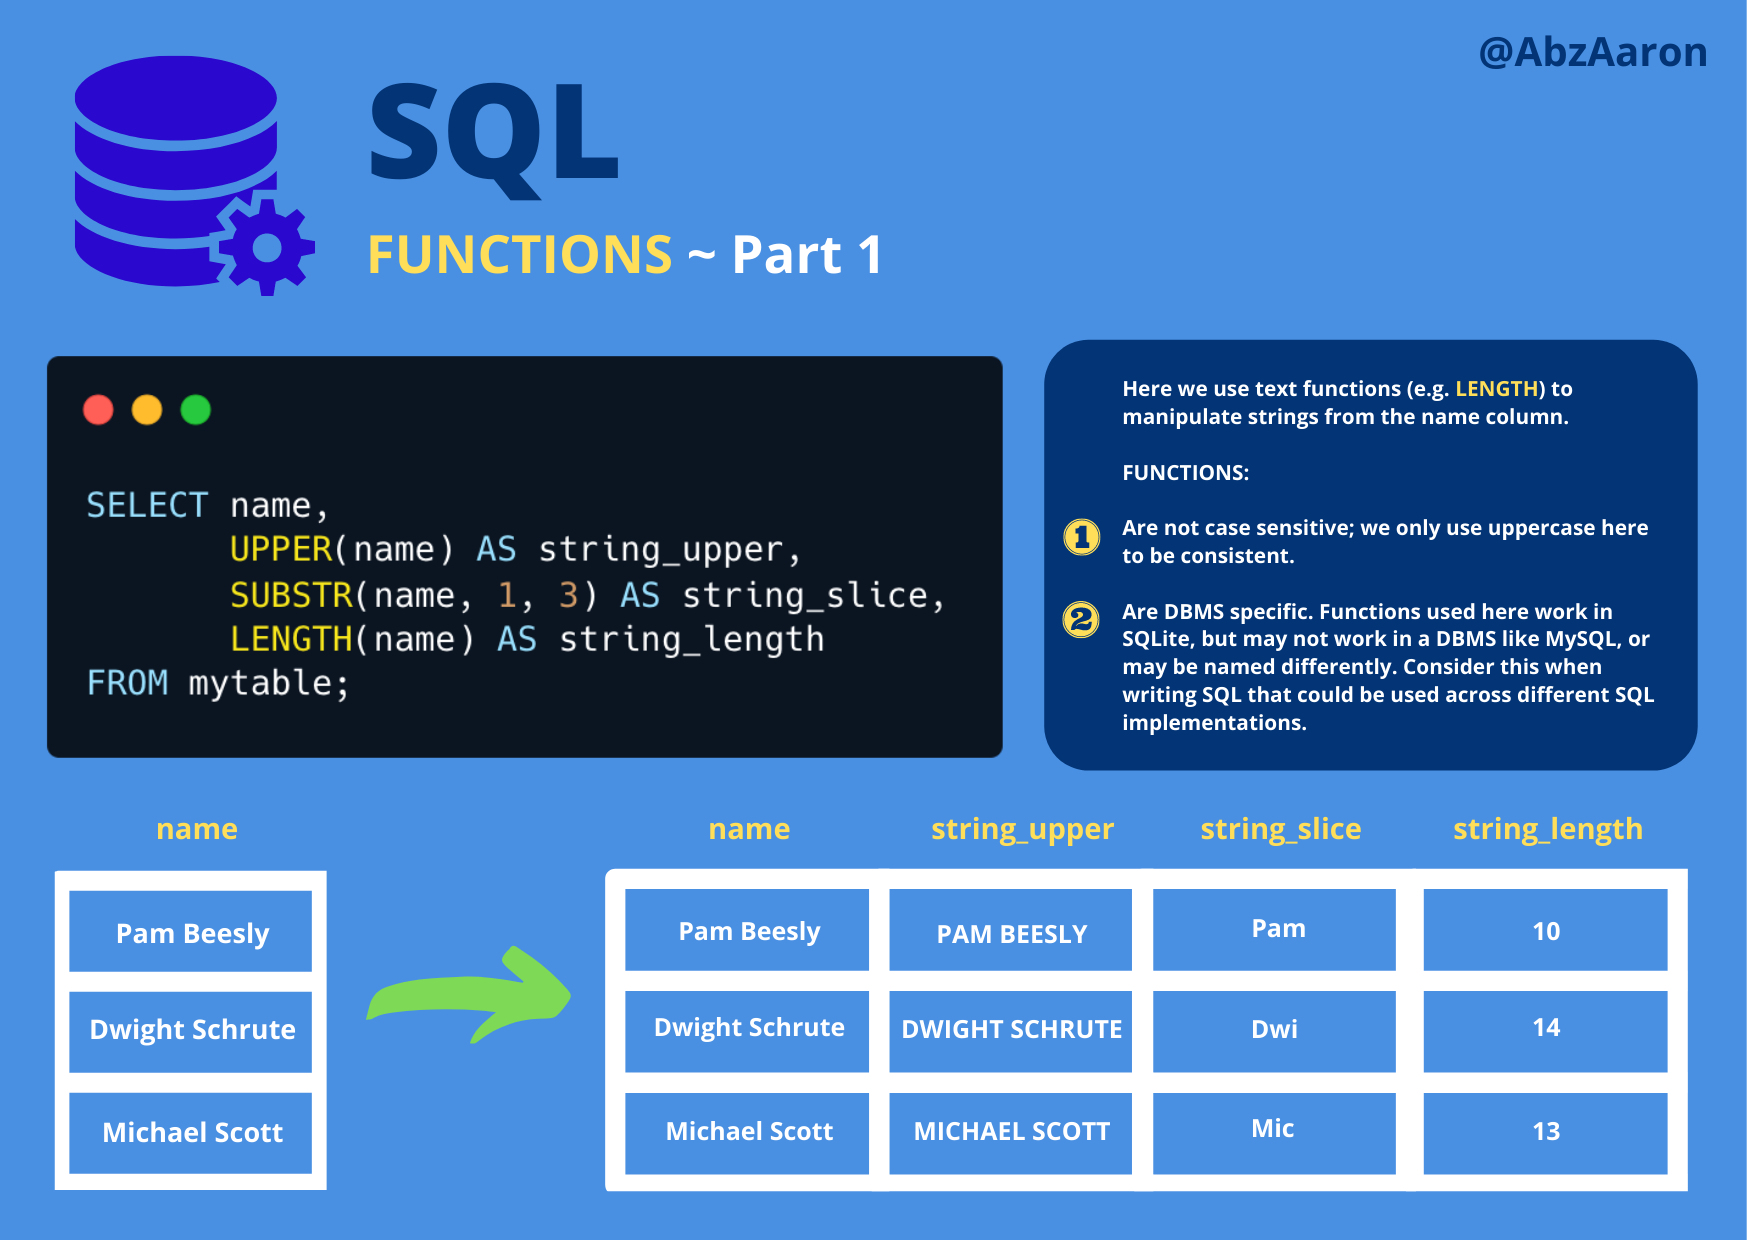 @AbzAaron
SQL
FUNCTIONS ~ Part 1
SELECT name,
       UPPER(name) AS string_upper,
       SUBSTR(name, 1, 3) AS string_slice,
       LENGTH(name) AS string_length
FROM mytable;
Here we use text functions (e.g. LENGTH) to
manipulate strings from the name column.
FUNCTIONS:
1 Are not case sensitive; we only use uppercase here
to be consistent.
2 Are DBMS specific. Functions used here work in
SQLite, but may not work in a DBMS like MySQL, or
may be named differently. Consider this when
writing SQL that could be used across different SQL
implementations.
name
Pam Beesly
Dwight Schrute
Michael Scott
name string_upper string_slice string_length
Pam Beesly PAM BEESLY Pam 10
Dwight Schrute DWIGHT SCHRUTE Dwi 14
Michael Scott MICHAEL SCOTT Mic 13